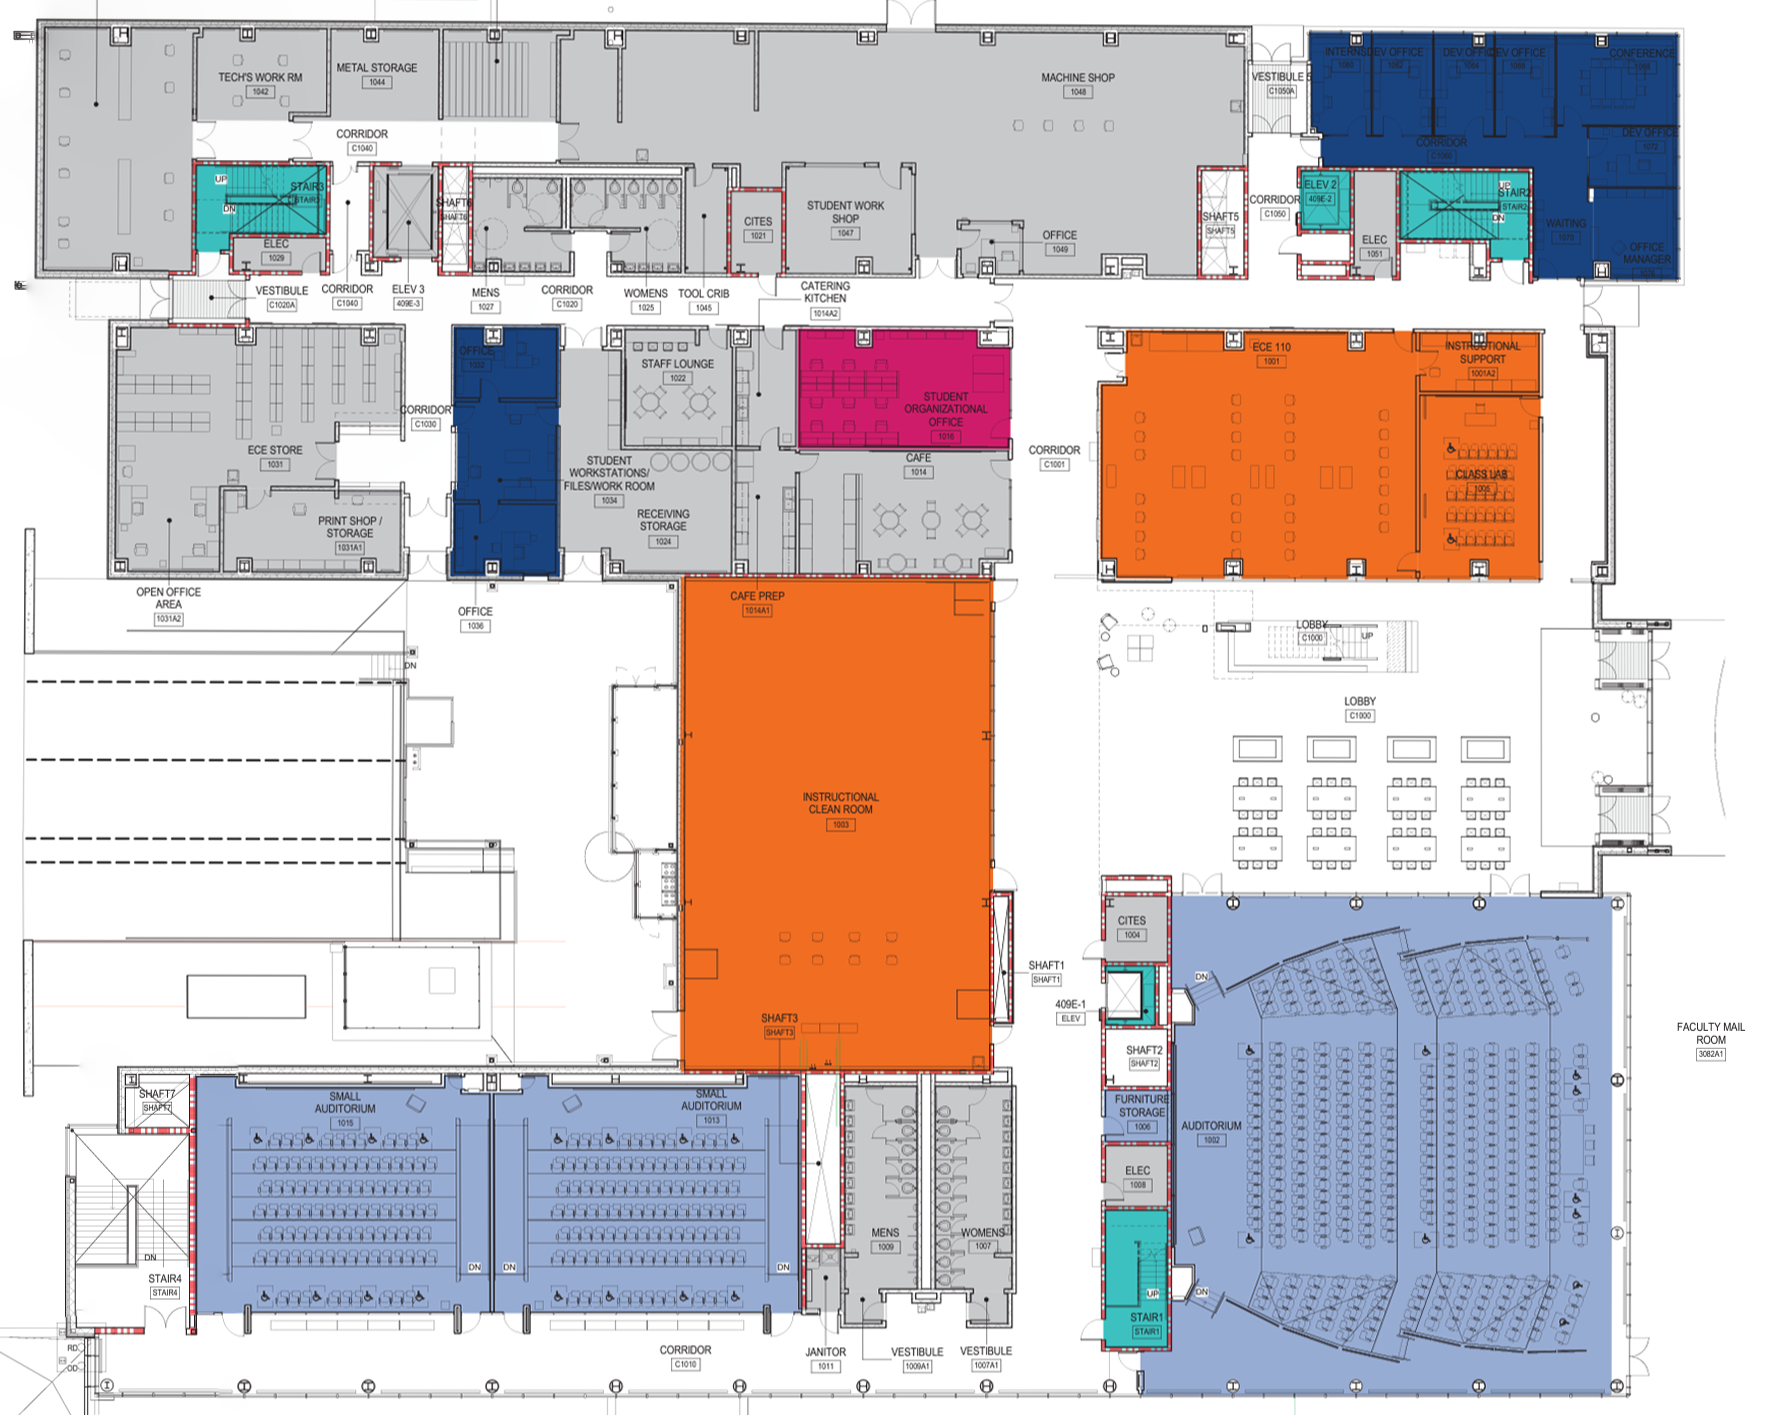 TECH'S WORK RM
1042
METAL STORAGE
1044
MACHINE SHOP
1048
VESTIBULE 5
C1050A
INTERNS
1060
DEV OFFICE
1062
DEV OFFICE
1064
DEV OFFICE
1066
CONFERENCE
CORRIDOR
C1040
CORRIDOR
C1060
DEV OFFICE
1072
UP
STAIR3
STAIR3
DN
ELEC
1029
SHAFT6
SHAFT6
MENS
1027
WOMENS
1025
CITES
1021
STUDENT WORK
SHOP
1047
OFFICE
1049
SHAFT5
SHAFT5
CORRIDOR
C1050
ELEV 2
409E-2
ELEC
1051
UP
STAIR2
STAIR2
DN
WAITING
OFFICE
MANAGER
VESTIBULE
C1020A
CORRIDOR
C1040
ELEV 3
409E-3
CORRIDOR
C1020
TOOL CRIB
1045
CATERING
KITCHEN
1014A2
OFFICE
1032
STAFF LOUNGE
1022
STUDENT
ORGANIZATIONAL
OFFICE
1016
ECE 110
1001
INSTRUCTIONAL
SUPPORT
1001A2
CORRIDOR
C1030
ECE STORE
1031
STUDENT
WORKSTATIONS/
FILES/WORK ROOM
1034
CAFE
1014
CORRIDOR
C1001
CLASS LAB
1005
PRINT SHOP /
STORAGE
1031A1
RECEIVING
STORAGE
1024
OPEN OFFICE
AREA
1031A2
OFFICE
1036
CAFE PREP
1014A1
LOBBY
C1000
UP
DN
LOBBY
C1000
INSTRUCTIONAL
CLEAN ROOM
1003
CITES
1004
SHAFT1
SHAFT1
DN
409E-1
ELEV
SHAFT3
SHAFT3
FACULTY MAIL
ROOM
3082A1
SHAFT2
SHAFT2
SHAFT7
SHAFT7
SMALL
AUDITORIUM
1015
SMALL
AUDITORIUM
1013
FURNITURE
STORAGE
1006
AUDITORIUM
1002
ELEC
1008
MENS
1009
WOMENS
1007
DN
STAIR4
STAIR4
DN
DN
DN
UP
DN
STAIR1
STAIR1
RD
OD
CORRIDOR
C1010
JANITOR
1011
VESTIBULE
1009A1
VESTIBULE
1007A1